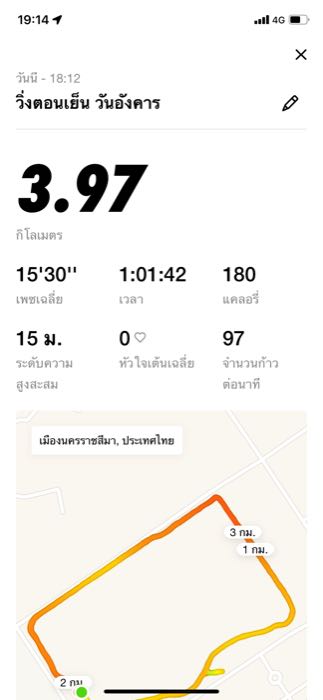 19:14
4G
วันนี้ - 18:12
วิ่งตอนเย็น วันอังคาร
3.97
กิโลเมตร
15'30" 1:01:42 180
เพซเฉลี่ย เวลา แคลอรี่
15 ม. 0 97
ระดับความ หัวใจเต้นเฉลี่ย จำนวนก้าว
สูงสะสม ต่อนาที
เมืองนครราชสีมา, ประเทศไทย
3 กม.
1 กม.
2 กม.